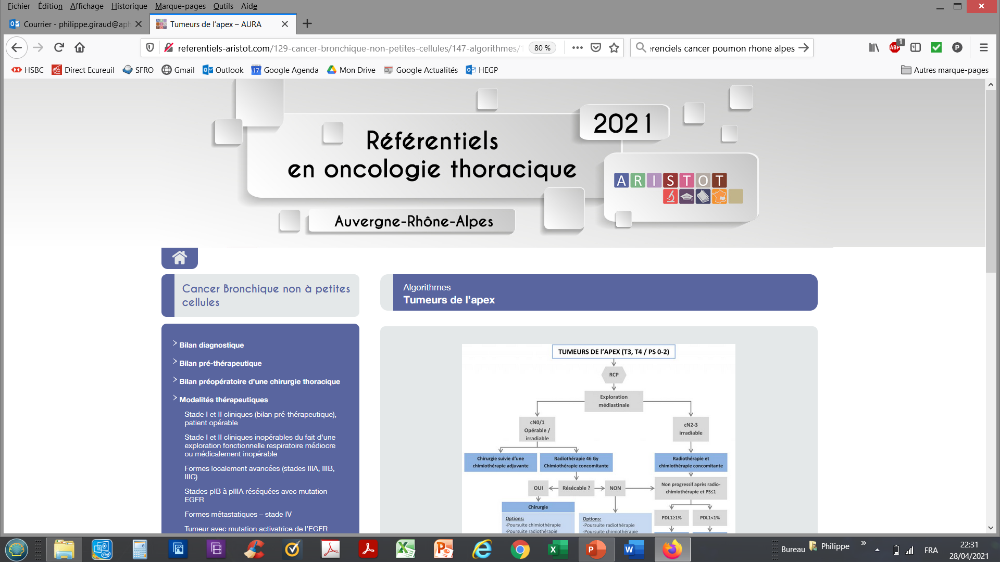 Fichier Édition Affichage Historique Marque-pages Outils Aide
Courrier - philippe.giraud@aph
Tumeurs de l'apex – AURA
referentiels-aristot.com/129-cancer-bronchique-non-petites-cellules/147-algorithmes/
80 %
erenciels cancer poumon rhone alpes
ABP
1
P
HSBC
Direct Ecureuil
SFRO
Gmail
Outlook
17
Google Agenda
Mon Drive
Google Actualités
HEGP
Autres marque-pages
2021
Référentiels
en oncologie thoracique
ARISTOT
Auvergne-Rhône-Alpes
Cancer Bronchique non à petites
cellules
Algorithmes
Tumeurs de l'apex
Bilan diagnostique
Bilan pré-thérapeutique
Bilan préopératoire d'une chirurgie thoracique
Modalités thérapeutiques
Stade I et II cliniques (bilan pré-thérapeutique),
patient opérable
Stade I et II cliniques inopérables du fait d'une
exploration fonctionnelle respiratoire médiocre
ou médicalement inopérable
Formes localement avancées (stades IIIA, IIIB,
IIIC)
Stades pIB à pIIIA réséquées avec mutation
EGFR
Formes métastatiques – stade IV
Tumeur avec mutation activatrice de l'EGFR
TUMEURS DE l'APEX (T3, T4 / PS 0-2)
RCP
Exploration
médiastinale
cN0/1
Opérable /
irradiable
cN2-3
irradiable
Chirurgie suivie d'une
chimiothérapie adjuvante
Radiothérapie 46 Gy
Chimiothérapie concomitante
Radiothérapie et
chimiothérapie concomitante
OUI
Résécable ?
NON
Non progressif après radio-
chimiothérapie et PS≤1
Chirurgie
PDL1≥1%
PDL1<1%
Options:
-Poursuite chimiothérapie
-Poursuite radiothérapie
Options:
-Poursuite radiothérapie
-Poursuite chimiothérapie
Bureau
Philippe
FRA
22:31
28/04/2021